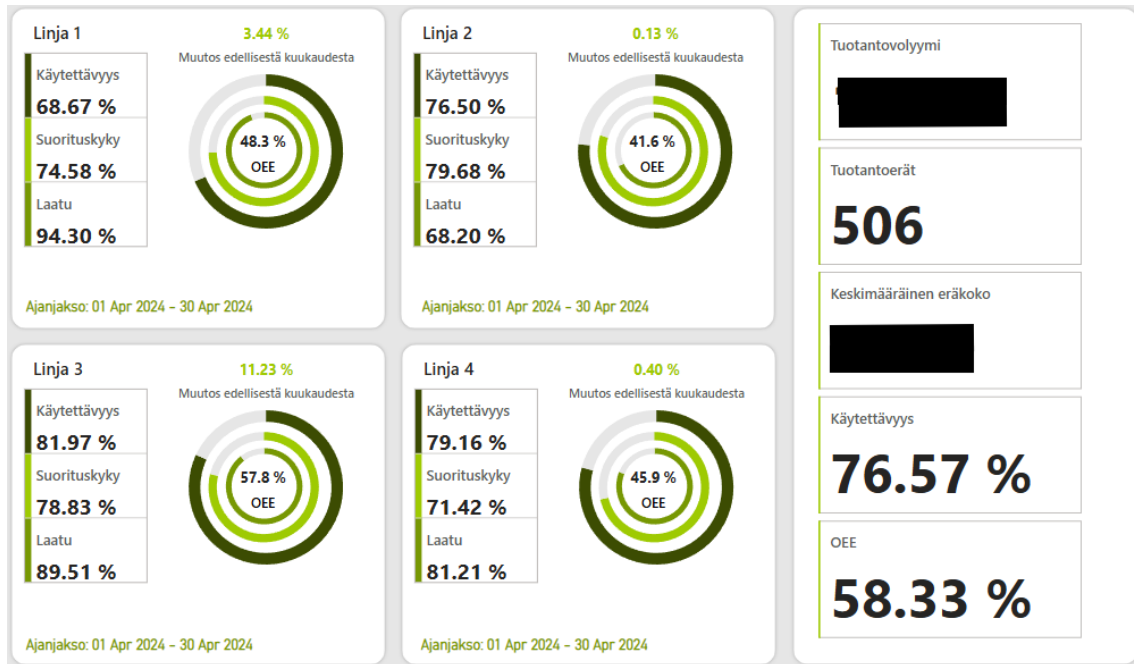 Linja 1
3.44 %
Muutos edellisestä kuukaudesta
Käytettävyys
68.67 %
Suorituskyky
74.58 %
Laatu
94.30 %
48.3 %
OEE
Ajanjakso: 01 Apr 2024 – 30 Apr 2024
Linja 2
0.13 %
Muutos edellisestä kuukaudesta
Käytettävyys
76.50 %
Suorituskyky
79.68 %
Laatu
68.20 %
41.6 %
OEE
Ajanjakso: 01 Apr 2024 – 30 Apr 2024
Linja 3
11.23 %
Muutos edellisestä kuukaudesta
Käytettävyys
81.97 %
Suorituskyky
78.83 %
Laatu
89.51 %
57.8 %
OEE
Ajanjakso: 01 Apr 2024 – 30 Apr 2024
Linja 4
0.40 %
Muutos edellisestä kuukaudesta
Käytettävyys
79.16 %
Suorituskyky
71.42 %
Laatu
81.21 %
45.9 %
OEE
Ajanjakso: 01 Apr 2024 – 30 Apr 2024
Tuotantovolyymi
Tuotantoerät
506
Keskimääräinen eräkoko
Käytettävyys
76.57 %
OEE
58.33 %